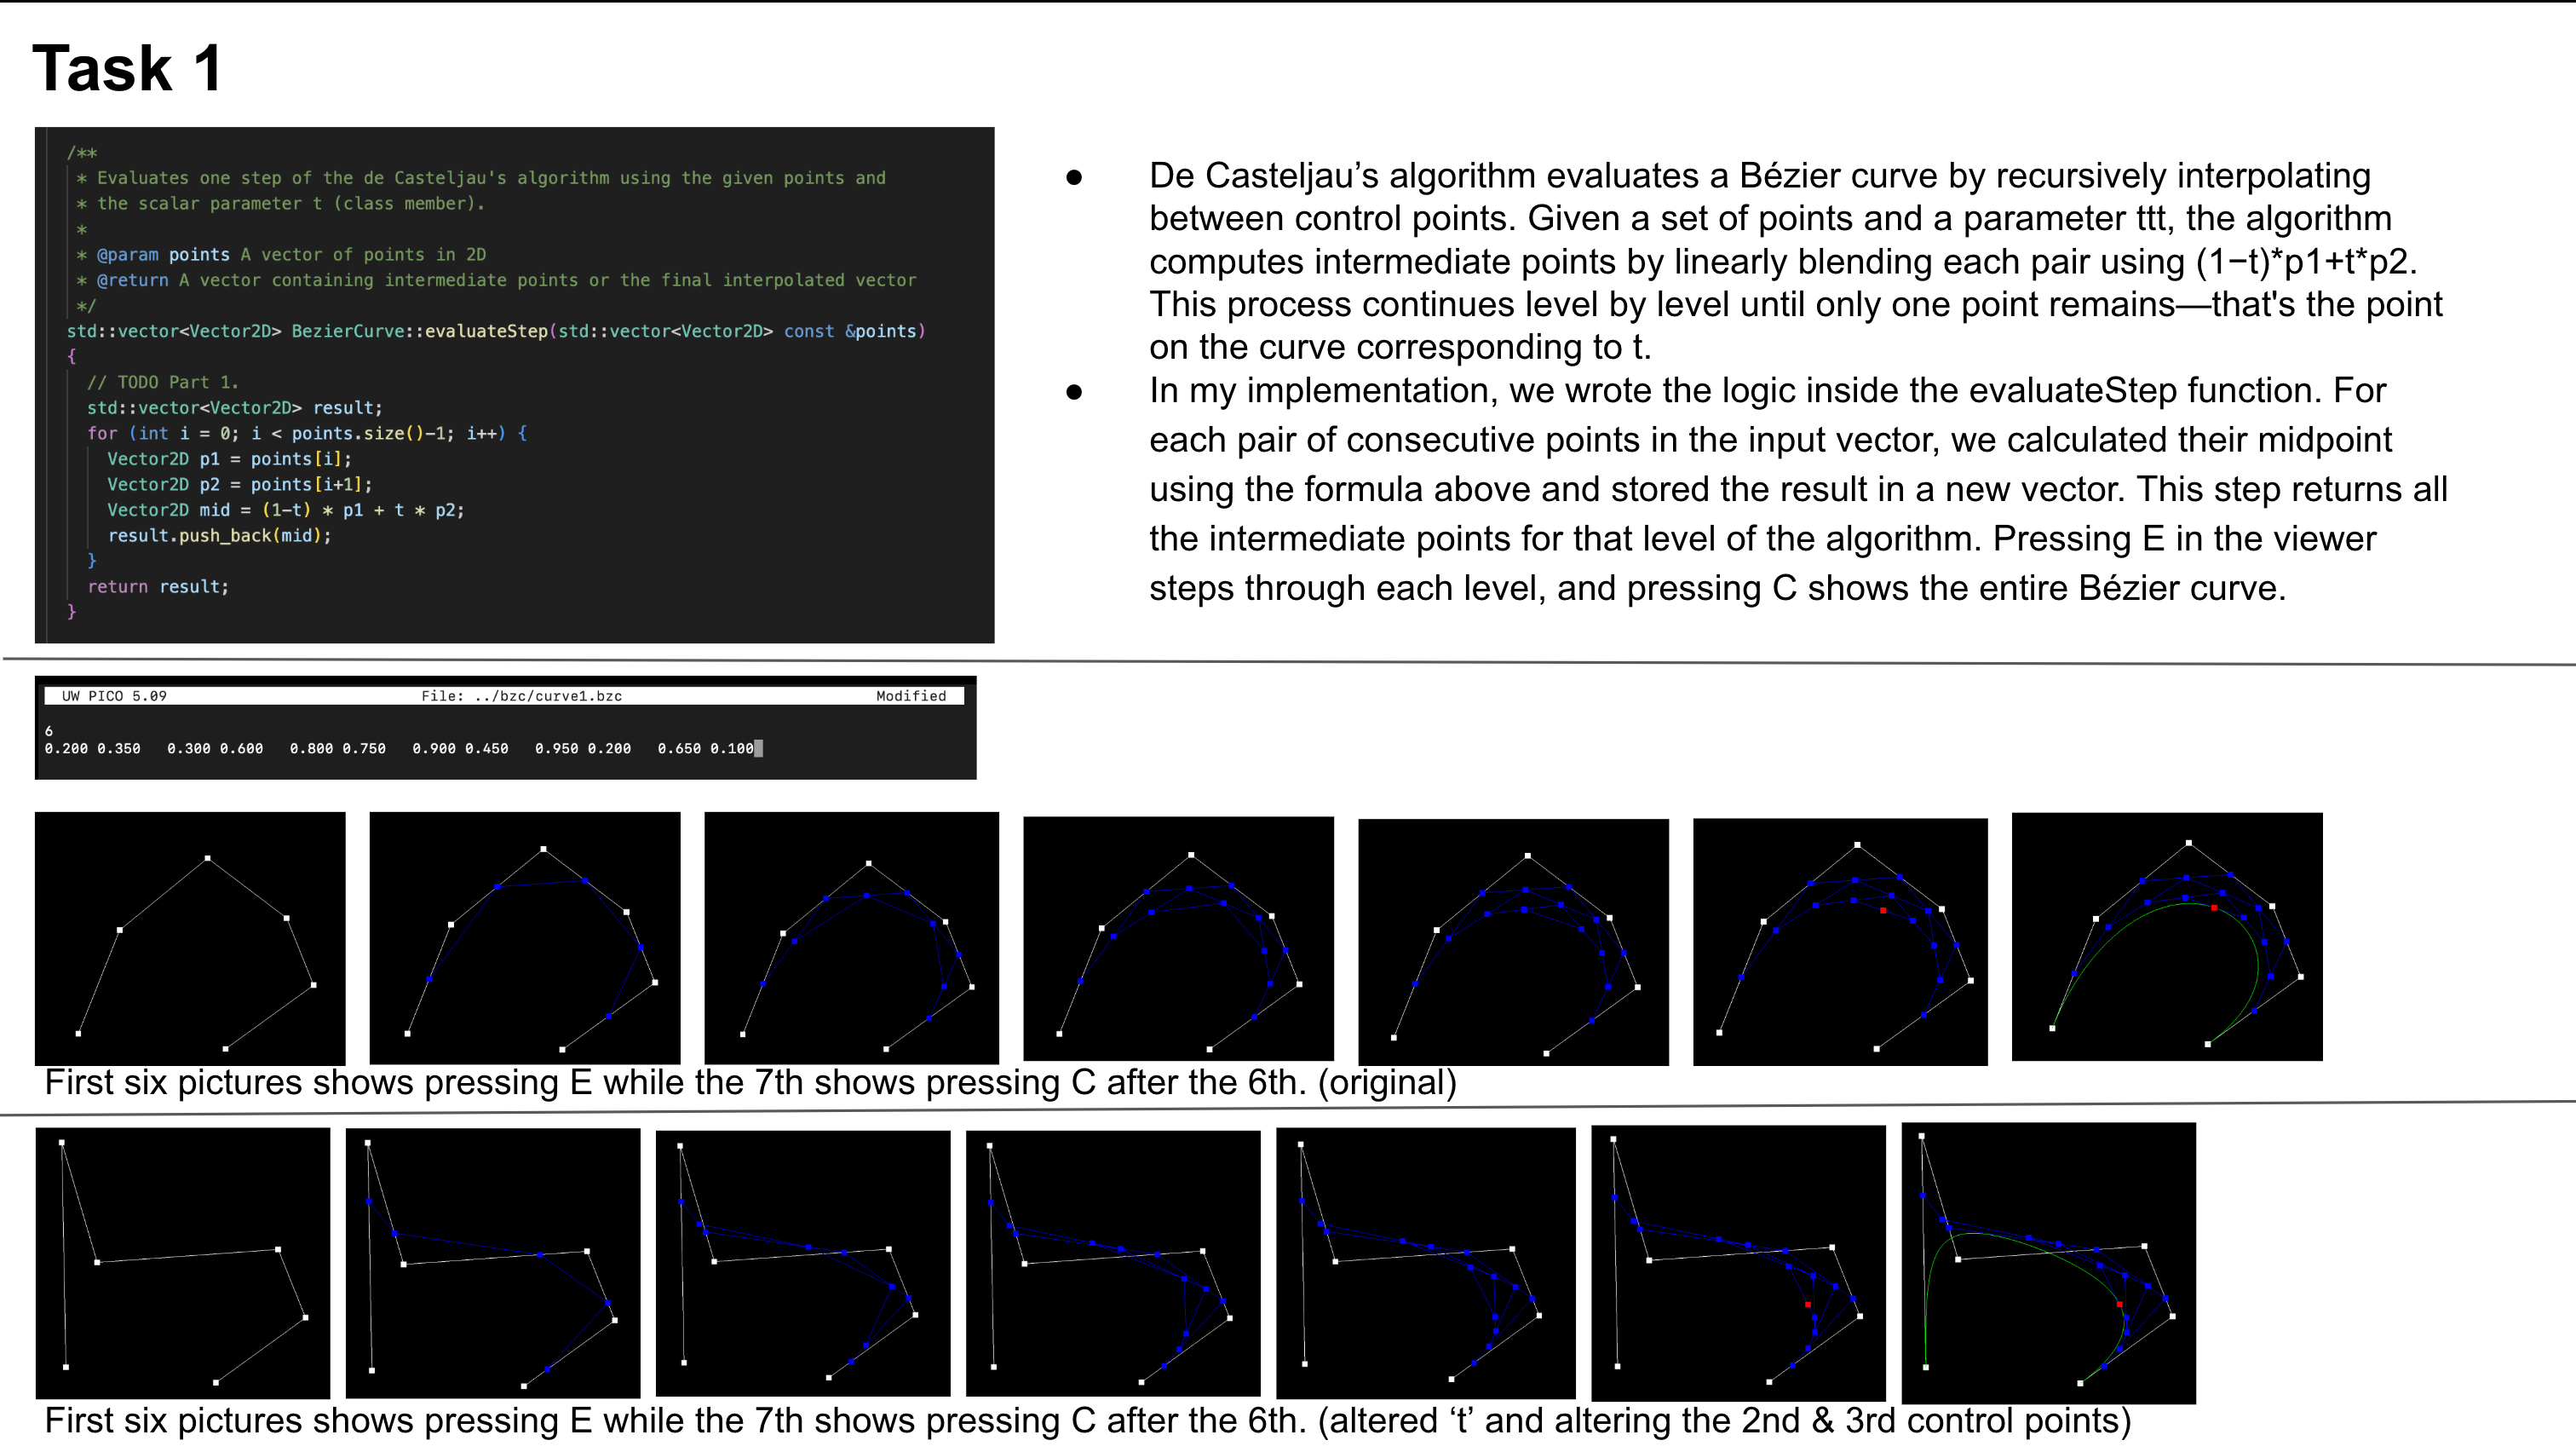 Task 1
/**
* Evaluates one step of the de Casteljau's algorithm using the given points and
* the scalar parameter t (class member).
*
* @param points A vector of points in 2D
* @return A vector containing intermediate points or the final interpolated vector
*/
std::vector<Vector2D> BezierCurve::evaluateStep(std::vector<Vector2D> const &points)
{
// TODO Part 1.
std::vector<Vector2D> result;
for (int i = 0; i < points.size()-1; i++) {
Vector2D p1 = points[i];
Vector2D p2 = points[i+1];
Vector2D mid = (1-t) * p1 + t * p2;
result.push_back(mid);
}
return result;
}
● De Casteljau’s algorithm evaluates a Bézier curve by recursively interpolating
between control points. Given a set of points and a parameter ttt, the algorithm
computes intermediate points by linearly blending each pair using (1−t)*p1+t*p2.
This process continues level by level until only one point remains—that's the point
on the curve corresponding to t.
● In my implementation, we wrote the logic inside the evaluateStep function. For
each pair of consecutive points in the input vector, we calculated their midpoint
using the formula above and stored the result in a new vector. This step returns all
the intermediate points for that level of the algorithm. Pressing E in the viewer
steps through each level, and pressing C shows the entire Bézier curve.
UW PICO 5.09 File: ../bzc/curve1.bzc Modified
6
0.200 0.350 0.300 0.600 0.800 0.750 0.900 0.450 0.950 0.200 0.650 0.100
First six pictures shows pressing E while the 7th shows pressing C after the 6th. (original)
First six pictures shows pressing E while the 7th shows pressing C after the 6th. (altered ‘t’ and altering the 2nd & 3rd control points)